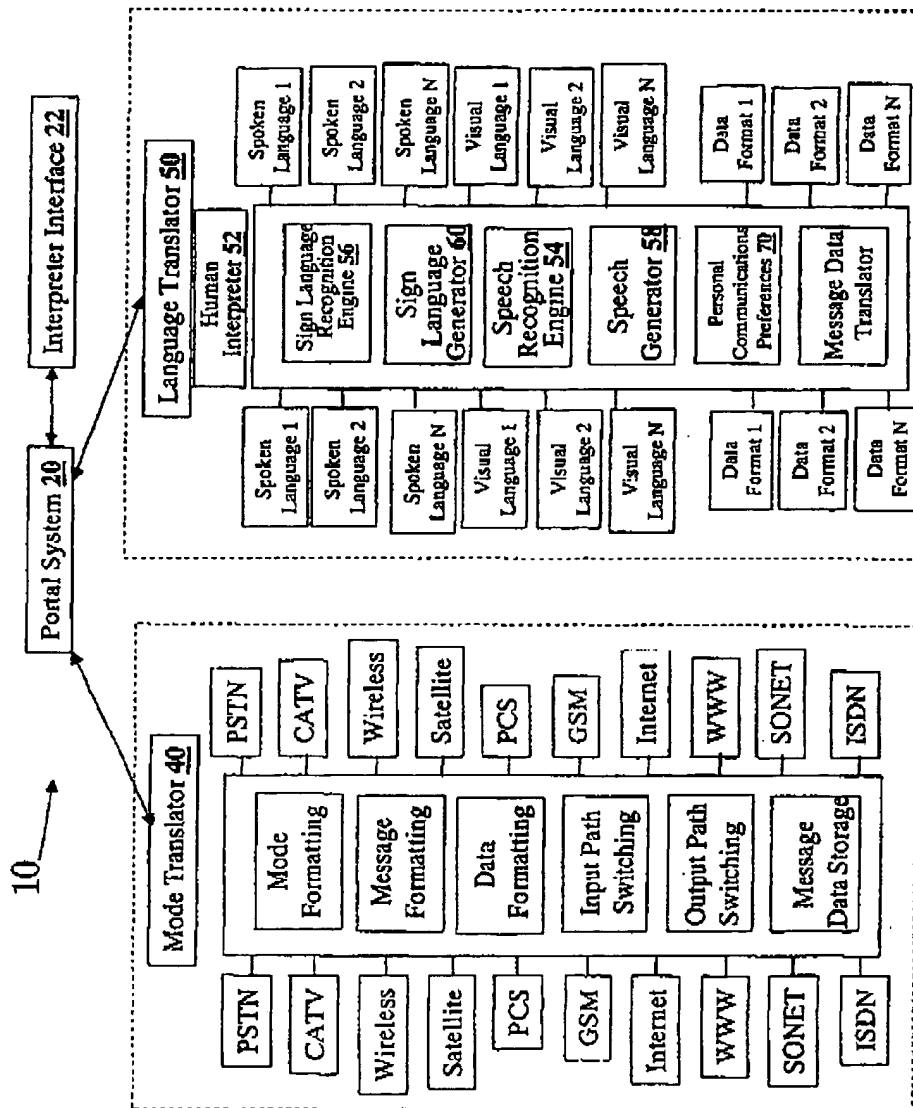 10
Portal System 20
Interpreter Interface 22
Mode Translator 40
PSTN
CATV
Wireless
Satellite
PCS
GSM
Internet
WWW
SONET
ISDN
Mode
Formatting
Message
Formatting
Data
Formatting
Input Path
Switching
Output Path
Switching
Message
Data Storage
PSTN
CATV
Wireless
Satellite
PCS
GSM
Internet
WWW
SONET
ISDN
Language Translator 50
Human
Interpreter 52
Spoken
Language 1
Spoken
Language 2
Spoken
Language N
Visual
Language 1
Visual
Language 2
Visual
Language N
Data
Format 1
Data
Format 2
Data
Format N
Sign Language
Recognition
Engine 56
Sign
Language
Generator 60
Speech
Recognition
Engine 54
Speech
Generator 58
Personal
Communications
Preferences 70
Message Data
Translator
Spoken
Language 1
Spoken
Language 2
Spoken
Language N
Visual
Language 1
Visual
Language 2
Visual
Language N
Data
Format 1
Data
Format 2
Data
Format N